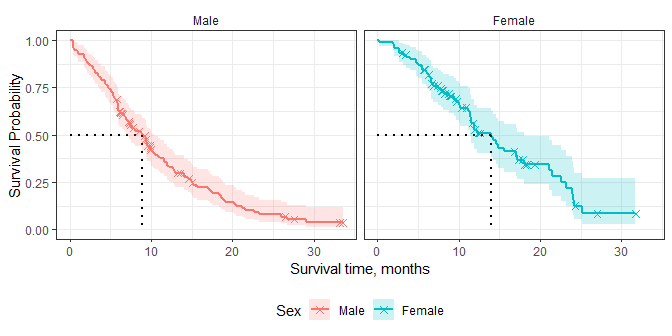 Male Female
1.00
0.75
0.50
0.25
0.00
Survival Probability
0 10 20 30 0 10 20 30
Survival time, months
Sex Male Female